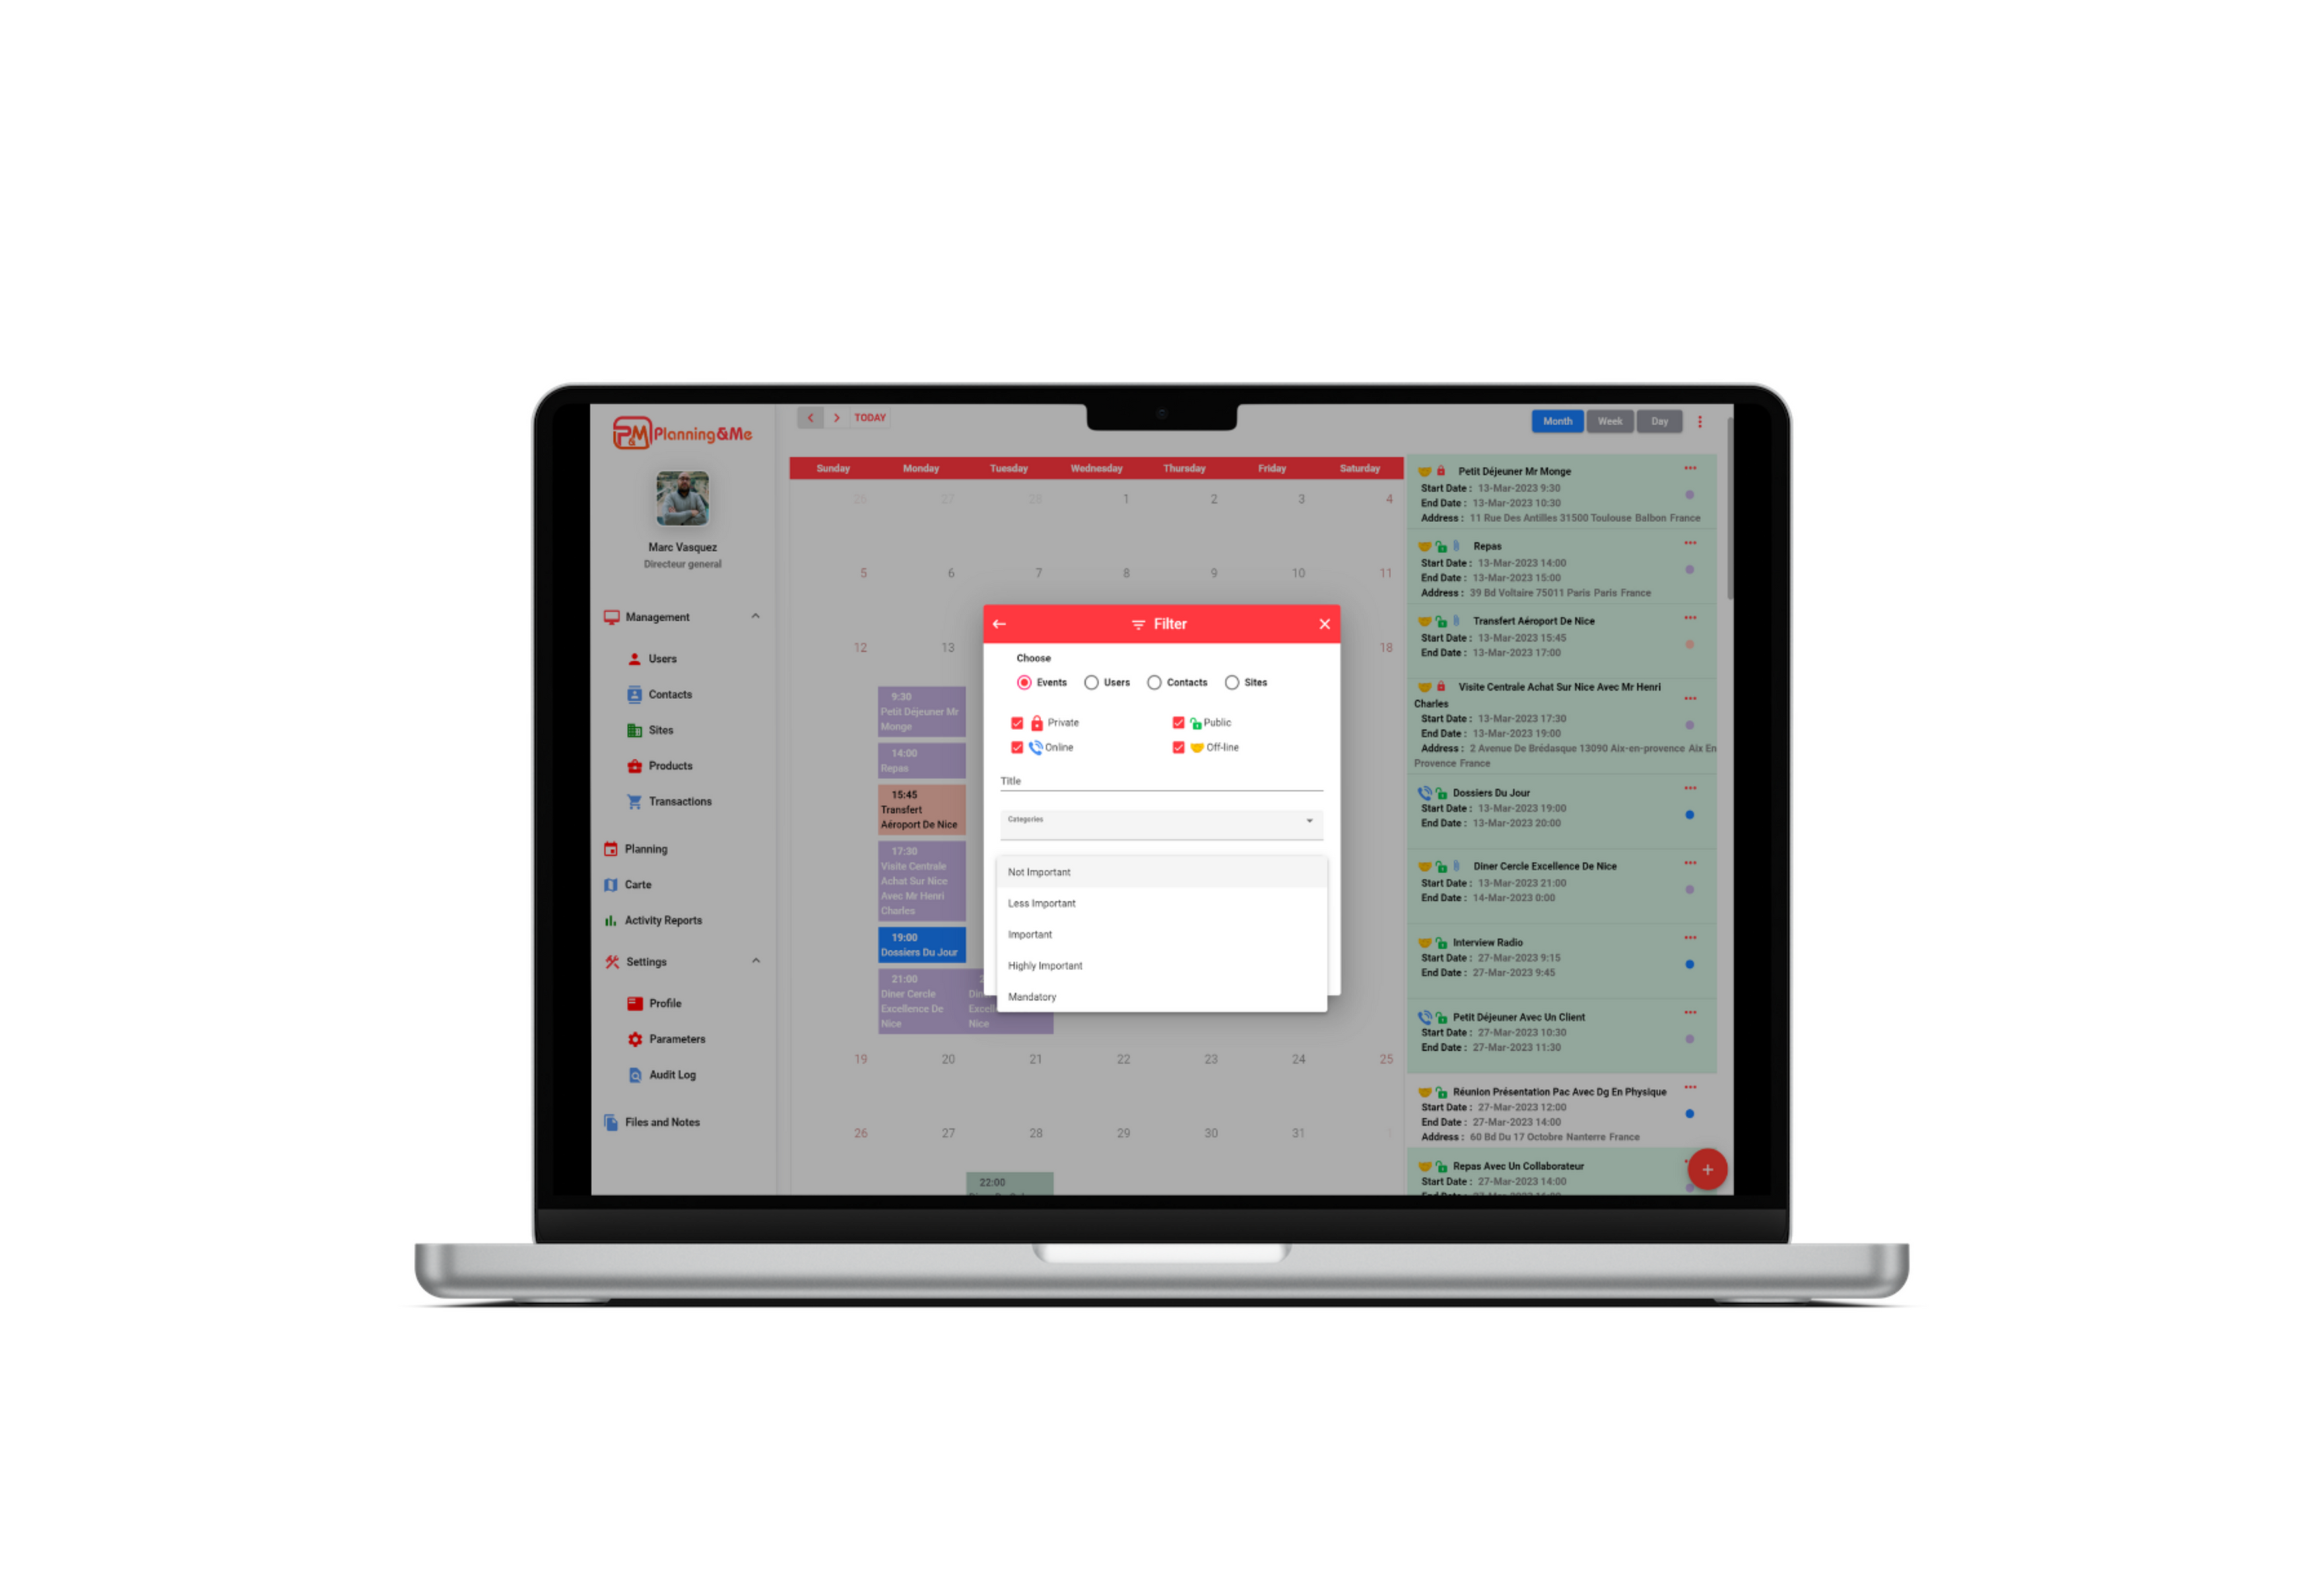 P&M Planning&Me
Marc Vasquez
Directeur general
Management
Users
Contacts
Sites
Products
Transactions
Planning
Carte
Activity Reports
Settings
Profile
Parameters
Audit Log
Files and Notes
< > TODAY
Month Week Day
Sunday Monday Tuesday Wednesday Thursday Friday Saturday
26 27 28 1 2 3 4
5 6 7 8 9 10 11
12 13 18
9:30
Petit Déjeuner Mr
Monge
14:00
Repas
15:45
Transfert
Aéroport De Nice
17:30
Visite Centrale
Achat Sur Nice
Avec Mr Henri
Charles
19:00
Dossiers Du Jour
21:00
Diner Cercle
Excellence De
Nice
Nice
19 20 21 22 23 24 25
26 27 28 29 30 31
22:00
Filter
Choose
Events Users Contacts Sites
Private Public
Online Off-line
Title
Categories
Not Important
Less Important
Important
Highly Important
Mandatory
Petit Déjeuner Mr Monge
Start Date : 13-Mar-2023 9:30
End Date : 13-Mar-2023 10:30
Address : 11 Rue Des Antilles 31500 Toulouse Balbon France
Repas
Start Date : 13-Mar-2023 14:00
End Date : 13-Mar-2023 15:00
Address : 39 Bd Voltaire 75011 Paris Paris France
Transfert Aéroport De Nice
Start Date : 13-Mar-2023 15:45
End Date : 13-Mar-2023 17:00
Visite Centrale Achat Sur Nice Avec Mr Henri
Charles
Start Date : 13-Mar-2023 17:30
End Date : 13-Mar-2023 19:00
Address : 2 Avenue De Brédasque 13090 Aix-en-provence Aix En
Provence France
Dossiers Du Jour
Start Date : 13-Mar-2023 19:00
End Date : 13-Mar-2023 20:00
Diner Cercle Excellence De Nice
Start Date : 13-Mar-2023 21:00
End Date : 14-Mar-2023 0:00
Interview Radio
Start Date : 27-Mar-2023 9:15
End Date : 27-Mar-2023 9:45
Petit Déjeuner Avec Un Client
Start Date : 27-Mar-2023 10:30
End Date : 27-Mar-2023 11:30
Réunion Présentation Pac Avec Dg En Physique
Start Date : 27-Mar-2023 12:00
End Date : 27-Mar-2023 14:00
Address : 60 Bd Du 17 Octobre Nanterre France
Repas Avec Un Collaborateur
Start Date : 27-Mar-2023 14:00